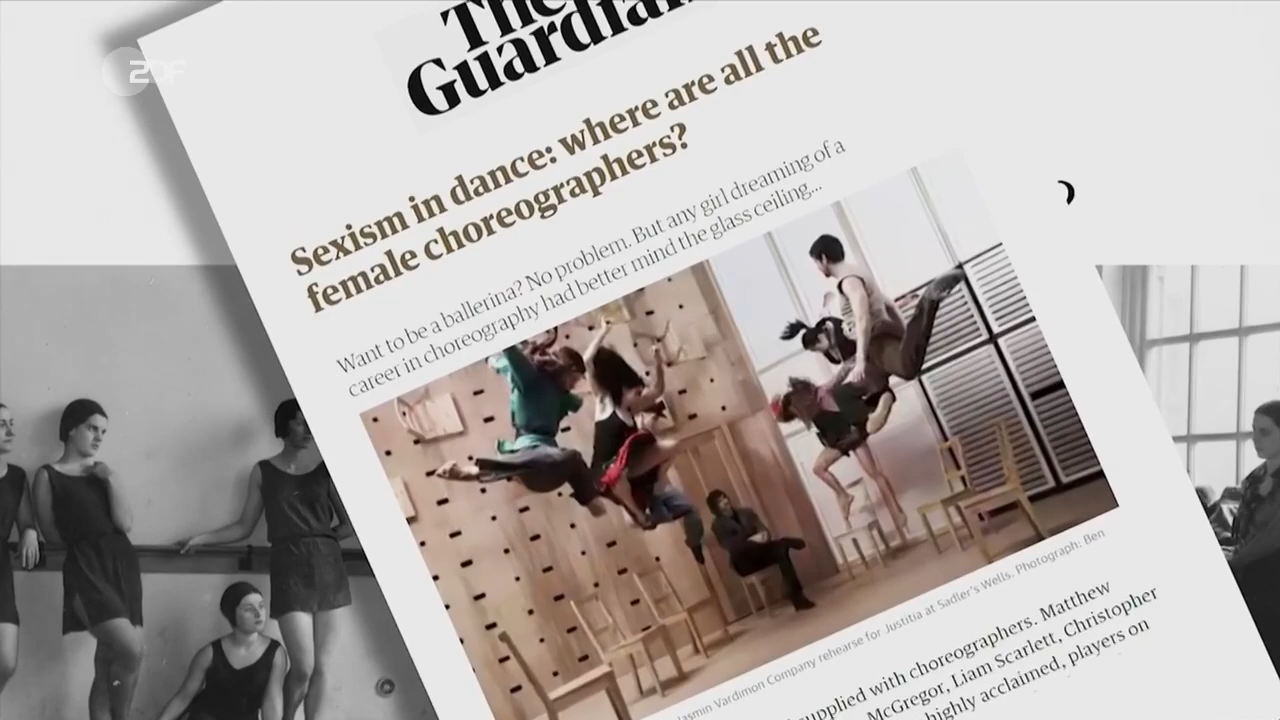 ZDF
The
Guardian
Sexism in dance: where are all the
female choreographers?
Want to be a ballerina? No problem. But any girl dreaming of a
career in choreography had better mind the glass ceiling...
Jasmin Vardimon Company rehearse for Justitia at Sadler's Wells. Photograph: Ben
supplied with choreographers. Matthew
McGregor, Liam Scarlett, Christopher
highly acclaimed, players on